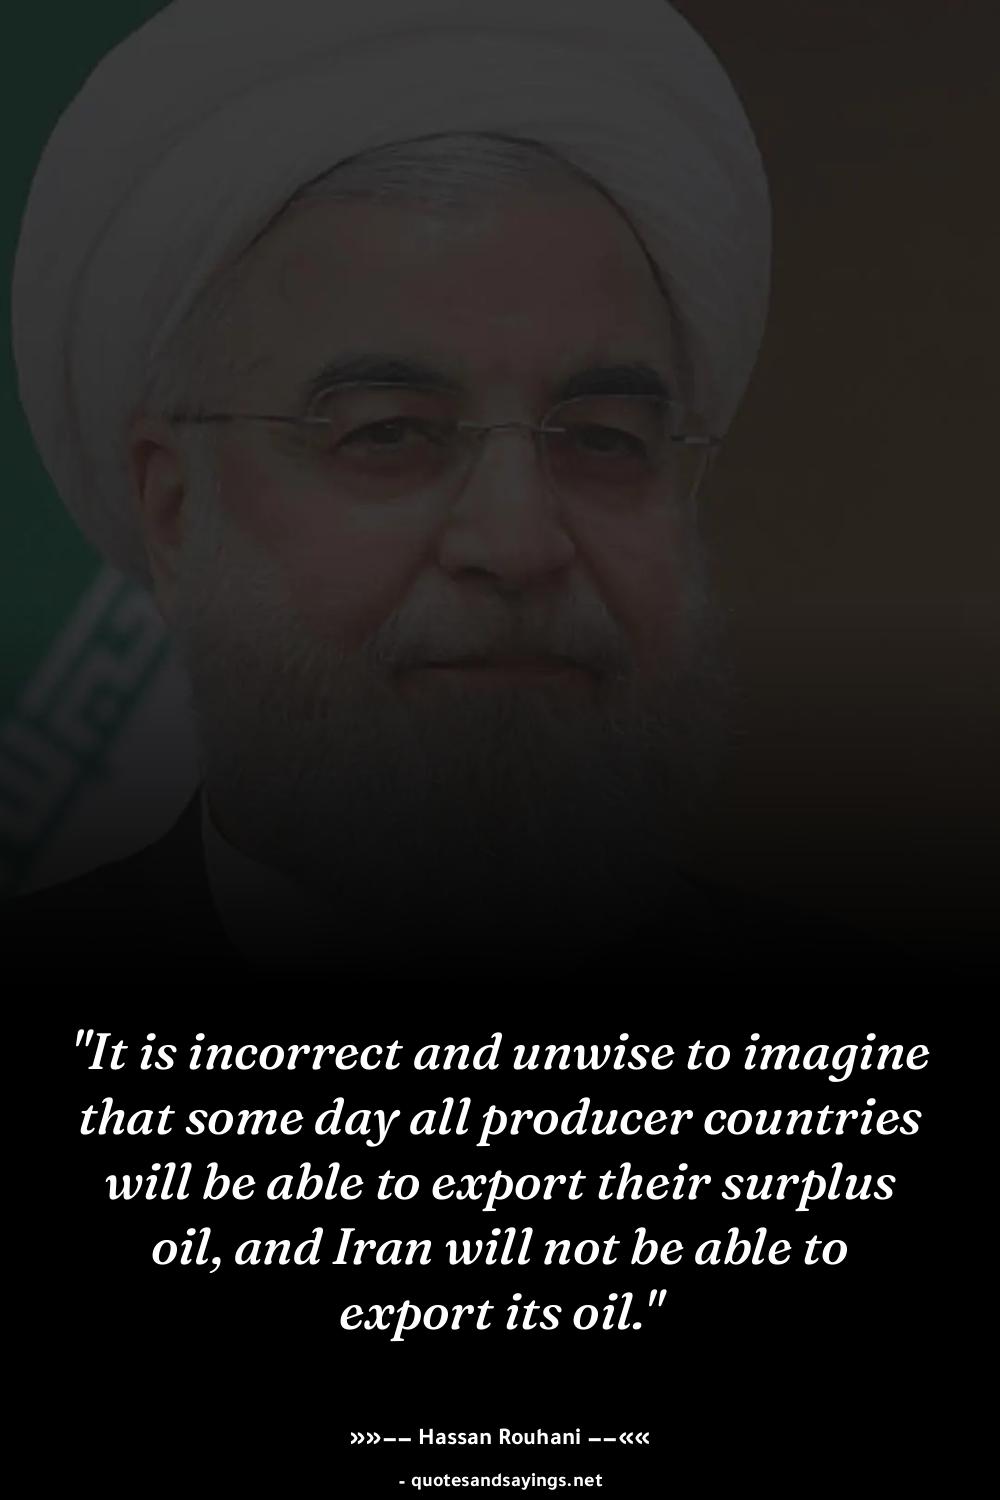 "It is incorrect and unwise to imagine
that some day all producer countries
will be able to export their surplus
oil, and Iran will not be able to
export its oil."
»»–– Hassan Rouhani ––««
- quotesandsayings.net